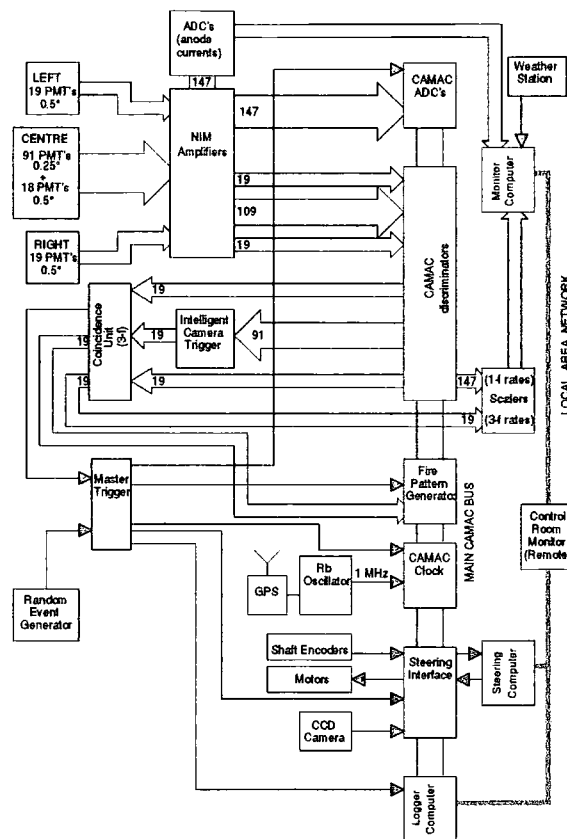 ADC's
(anode
currents)
147
LEFT
19 PMT's
0.5°
CENTRE
91 PMT's
0.25°
+
18 PMT's
0.5°
RIGHT
19 PMT's
0.5°
NIM
Amplifiers
147
19
109
19
CAMAC
ADC's
CAMAC
discriminators
Weather
Station
Monitor
Computer
LOCAL AREA NETWORK
Coincidence
Unit
(3-f)
19
19
19
19
19
Intelligent
Camera
Trigger
91
147
19
(1-f rates)
Scalers
(3-f rates)
Master
Trigger
Random
Event
Generator
Fire
Pattern
Generator
MAIN CAMAC BUS
CAMAC
Clock
GPS
Rb
Oscillator
1 MHz
Control
Room
Monitor
(Remote)
Shaft Encoders
Motors
CCD
Camera
Steering
Interface
Steering
Computer
Logger
Computer